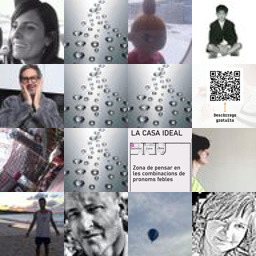 Descàrrega
gratuïta
LA CASA IDEAL
Zona de pensar en
les combinacions de
pronoms febles